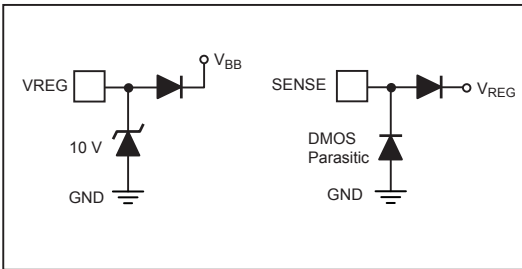 VREG
V_BB
10 V
GND
SENSE
V_REG
DMOS
Parasitic
GND